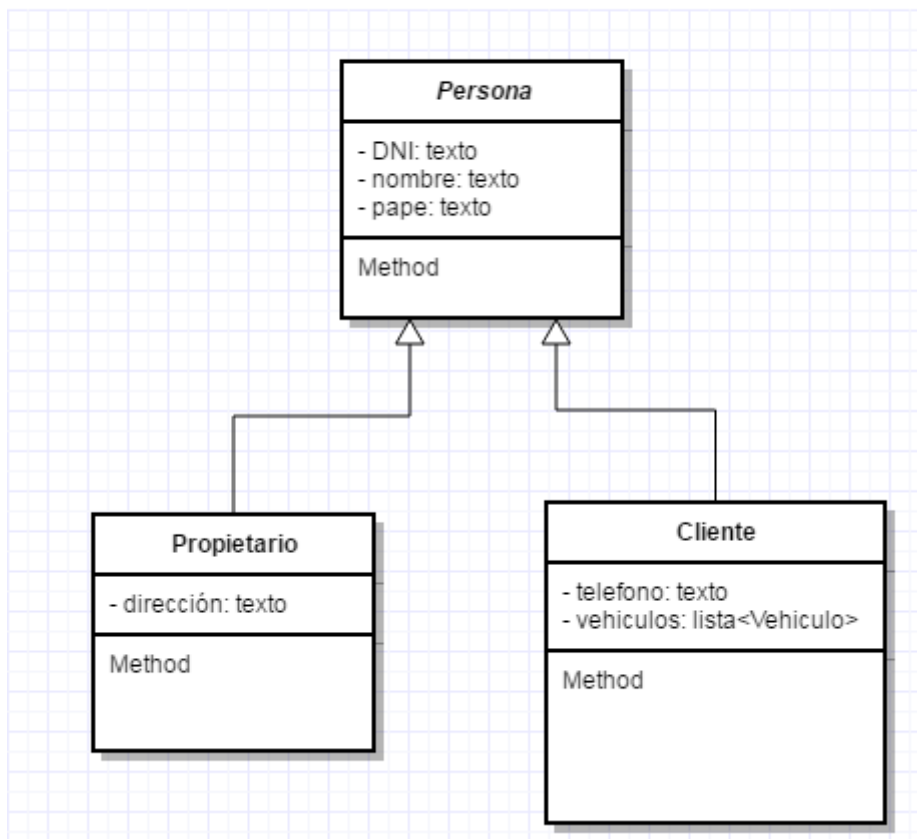 Persona
- DNI: texto
- nombre: texto
- pape: texto
Method
Propietario
- dirección: texto
Method
Cliente
- telefono: texto
- vehiculos: lista<Vehiculo>
Method